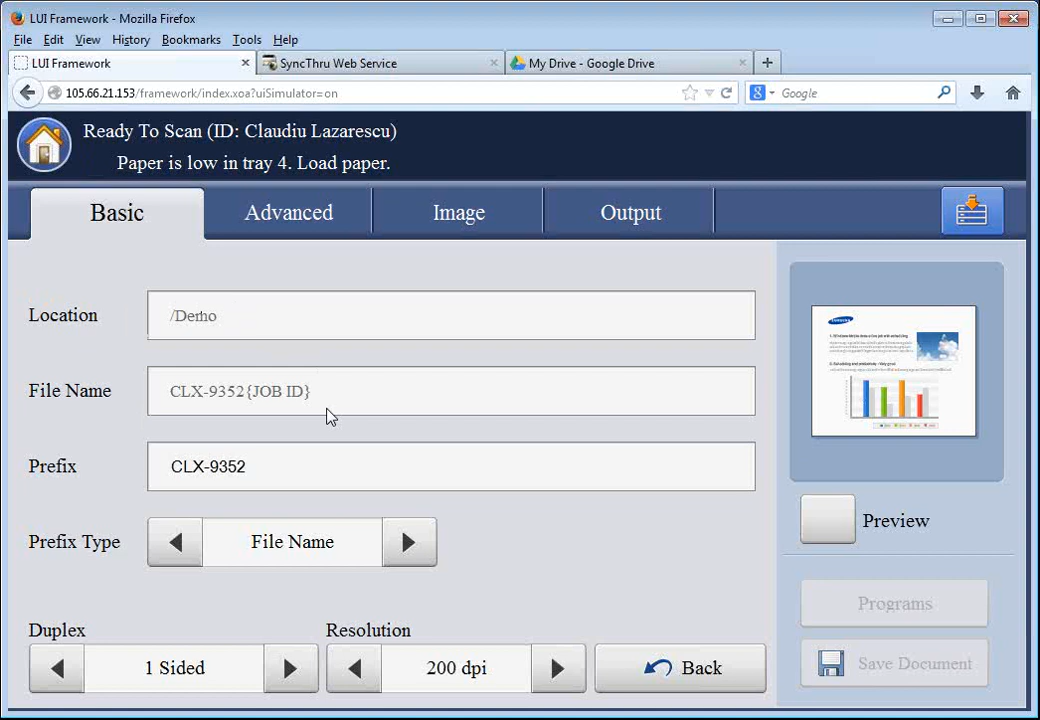 LUI Framework - Mozilla Firefox
File Edit View History Bookmarks Tools Help
LUI Framework SyncThru Web Service My Drive - Google Drive
105.66.21.153/framework/index.xoa?uiSimulator=on Google
Ready To Scan (ID: Claudiu Lazarescu)
Paper is low in tray 4. Load paper.
Basic Advanced Image Output
Location /Demo
File Name CLX-9352{JOB ID}
Prefix CLX-9352
Prefix Type File Name
Duplex Resolution
1 Sided 200 dpi Back
SAMSUNG
Preview
Programs
Save Document